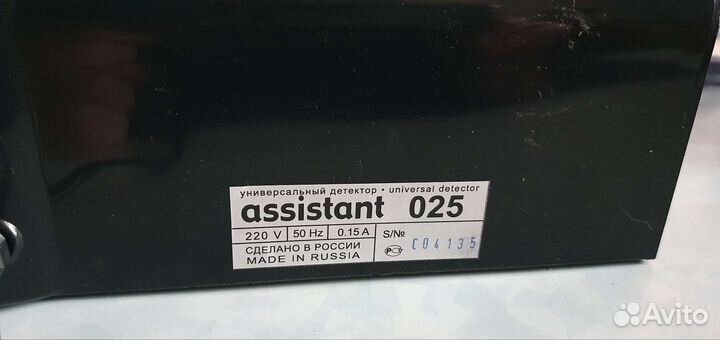 универсальный детектор • universal detector
assistant 025
220 V 50 Hz 0.15 A S/№ C04135
СДЕЛАНО В РОССИИ
MADE IN RUSSIA
Avito